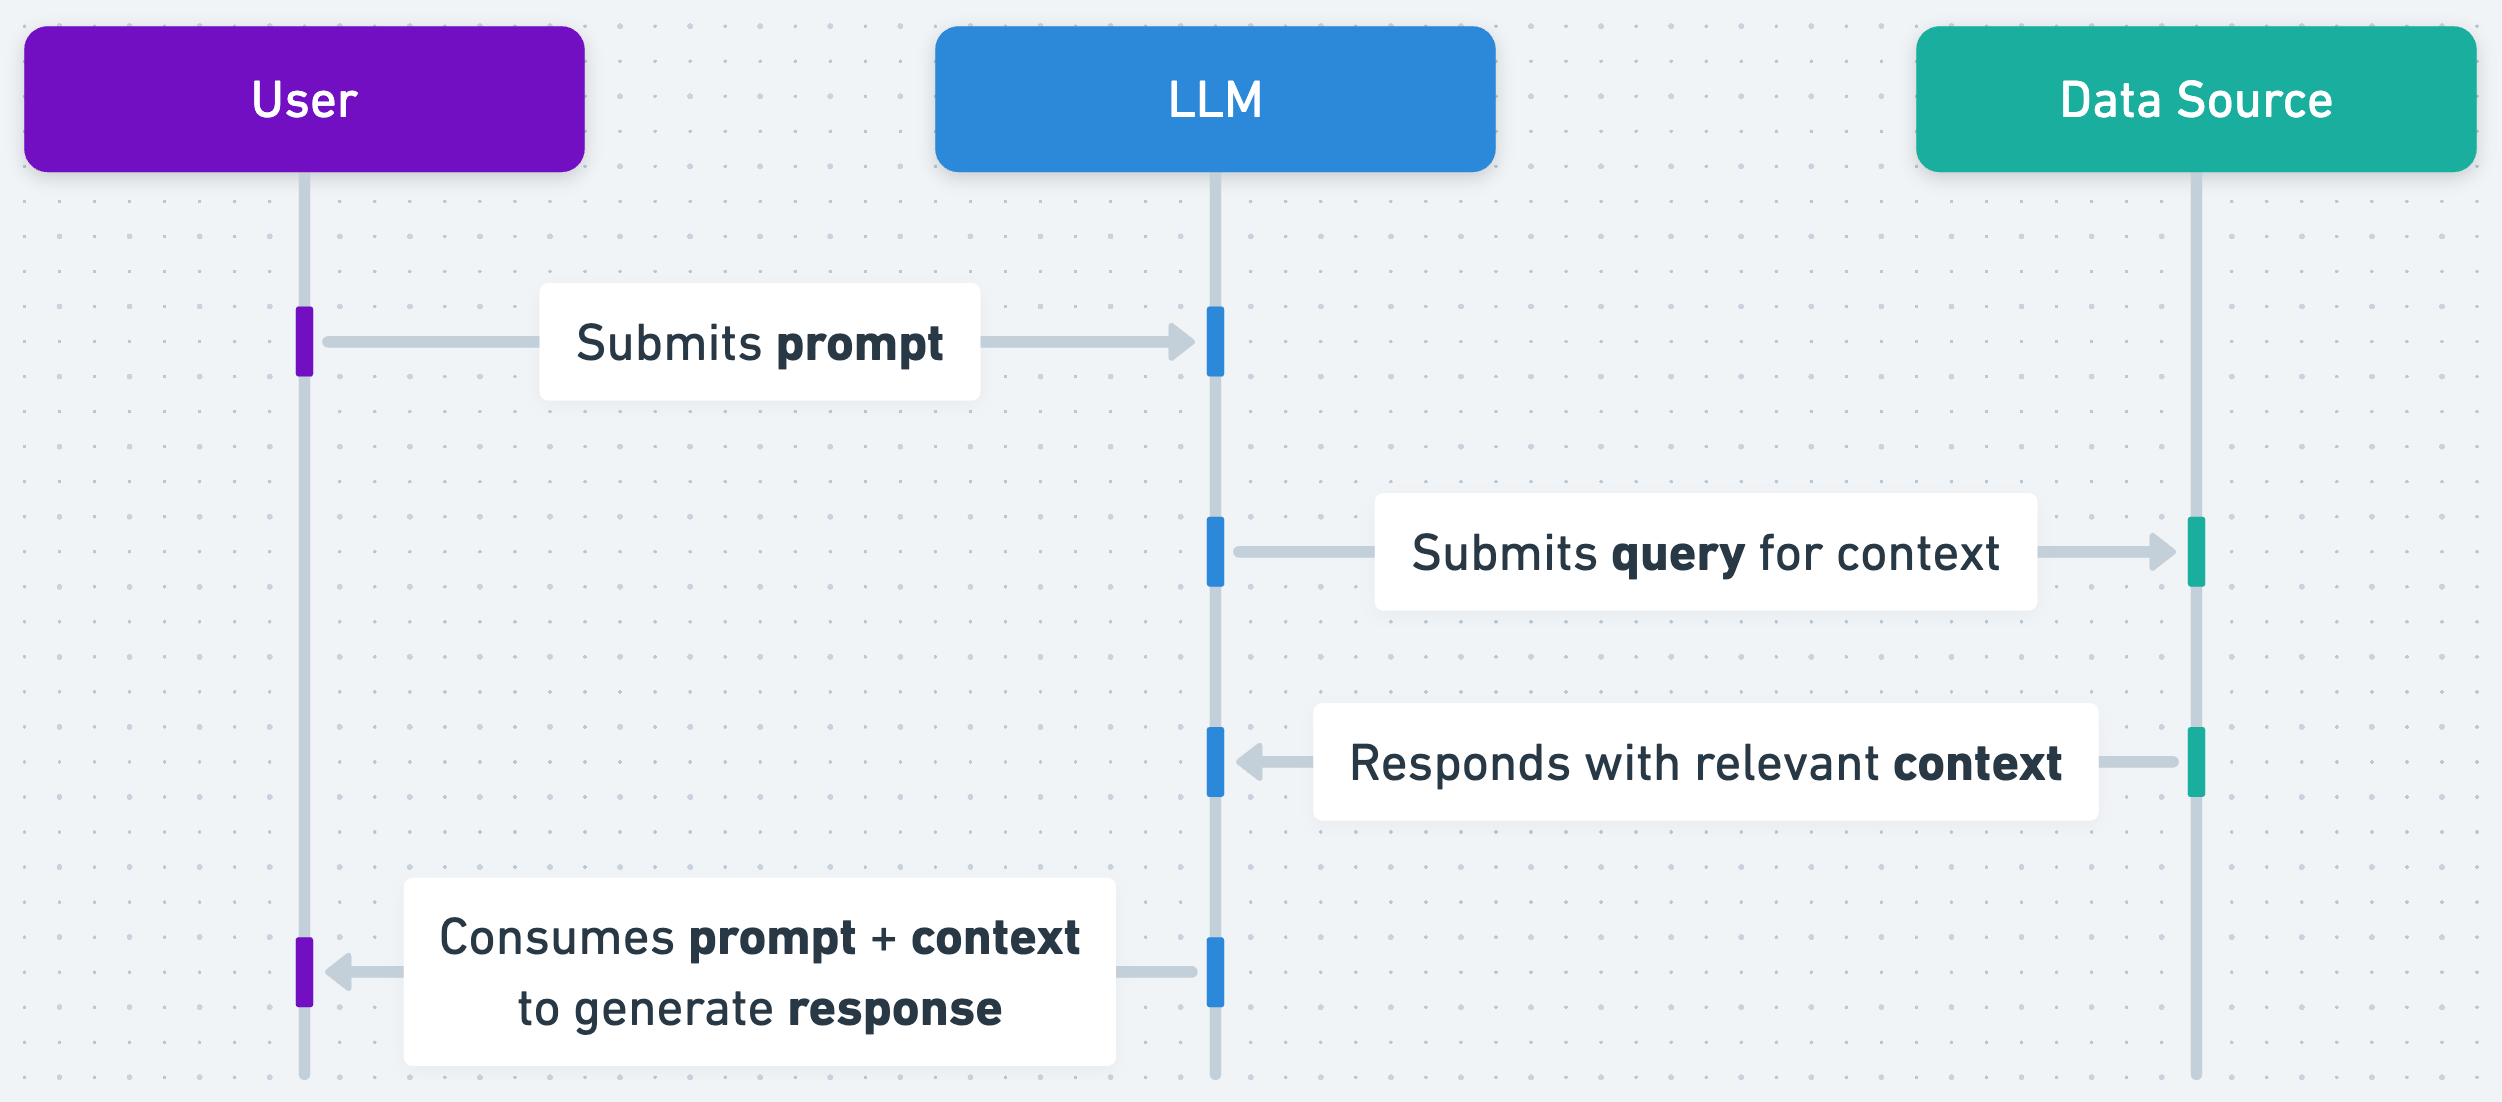 User
LLM
Data Source
Submits prompt
Submits query for context
Responds with relevant context
Consumes prompt + context
to generate response